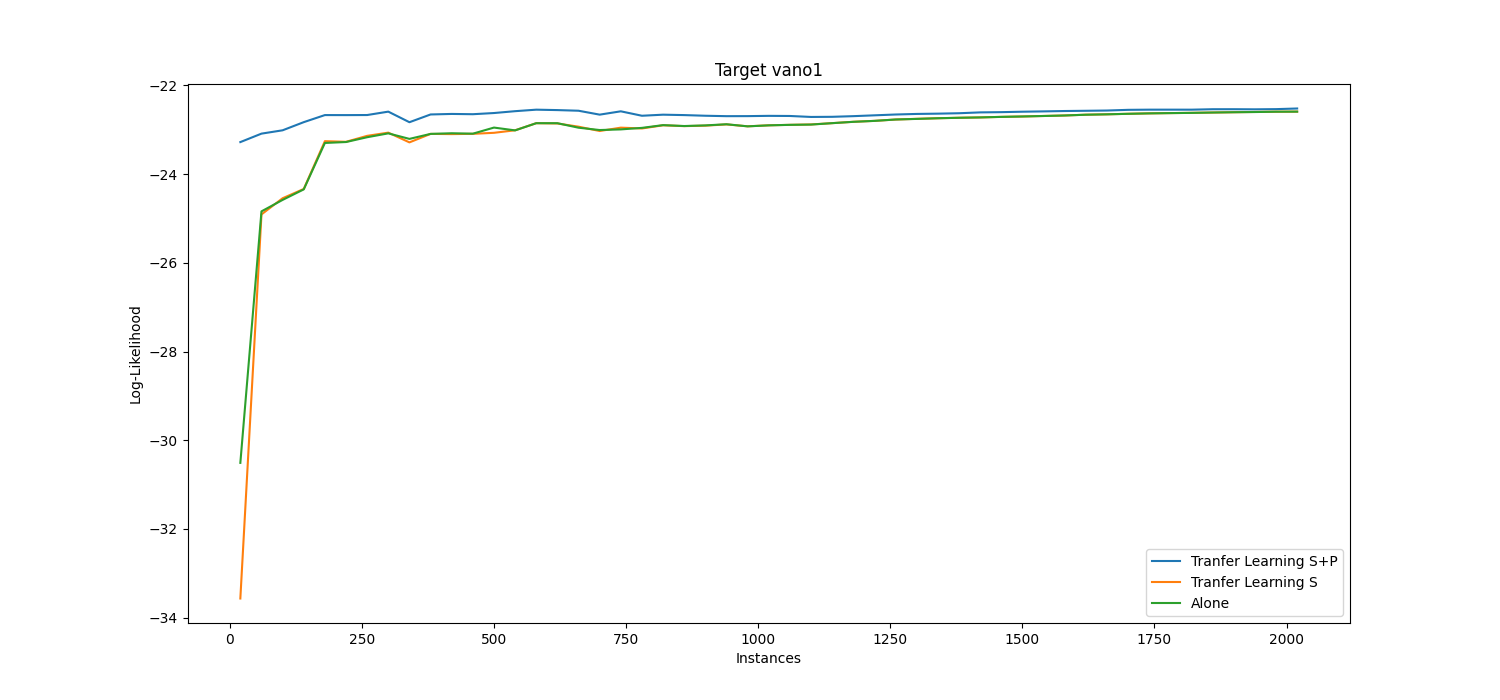 Target vano1
−22
−24
−26
−28
−30
−32
−34
Log-Likelihood
0
250
500
750
1000
1250
1500
1750
2000
Instances
Tranfer Learning S+P
Tranfer Learning S
Alone